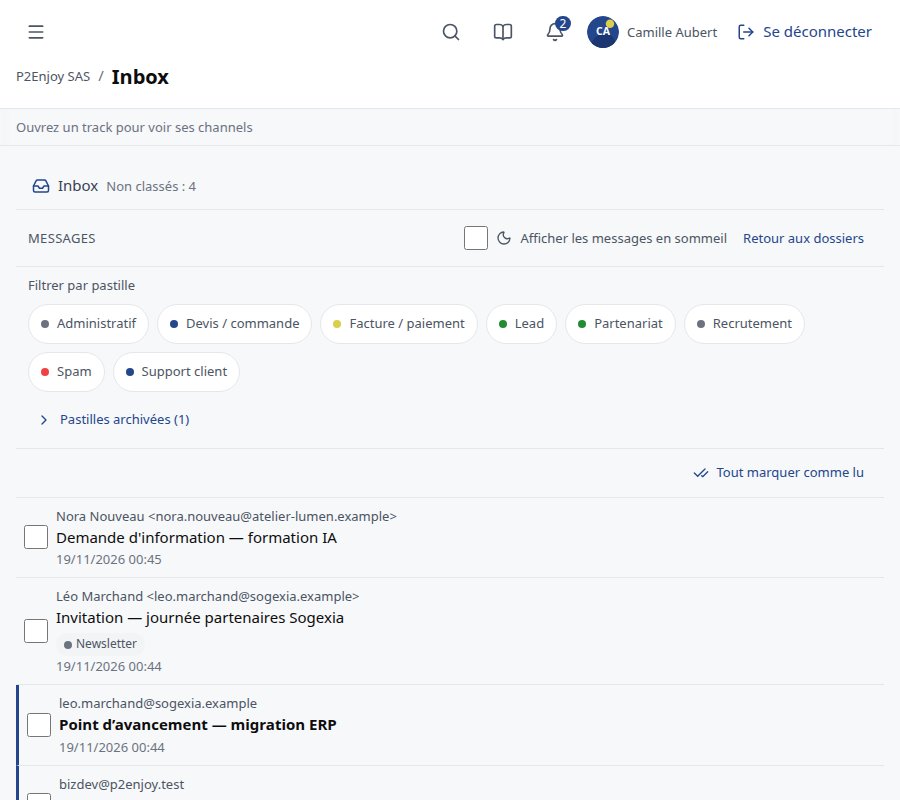 2
CA
Camille Aubert
Se déconnecter
P2Enjoy SAS / Inbox
Ouvrez un track pour voir ses channels
Inbox Non classés : 4
MESSAGES
Afficher les messages en sommeil
Retour aux dossiers
Filtrer par pastille
Administratif
Devis / commande
Facture / paiement
Lead
Partenariat
Recrutement
Spam
Support client
Pastilles archivées (1)
Tout marquer comme lu
Nora Nouveau <nora.nouveau@atelier-lumen.example>
Demande d'information — formation IA
19/11/2026 00:45
Léo Marchand <leo.marchand@sogexia.example>
Invitation — journée partenaires Sogexia
Newsletter
19/11/2026 00:44
leo.marchand@sogexia.example
Point d’avancement — migration ERP
19/11/2026 00:44
bizdev@p2enjoy.test